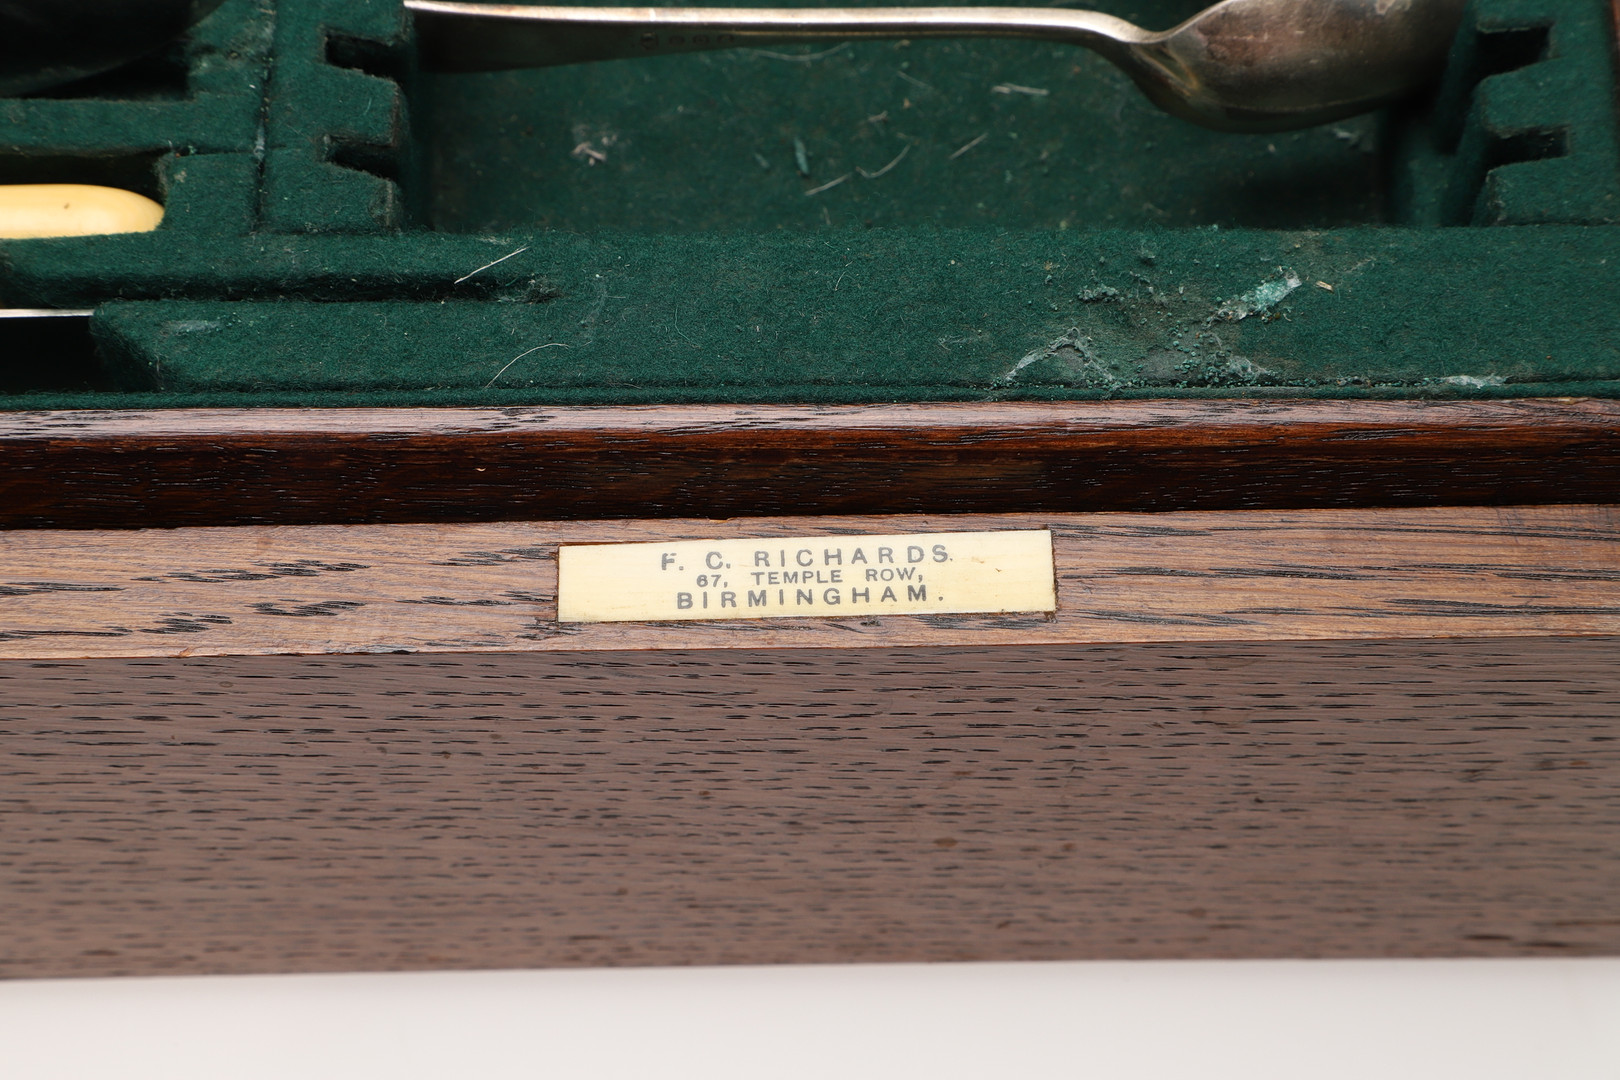 F. C. RICHARDS.
67, TEMPLE ROW,
BIRMINGHAM.